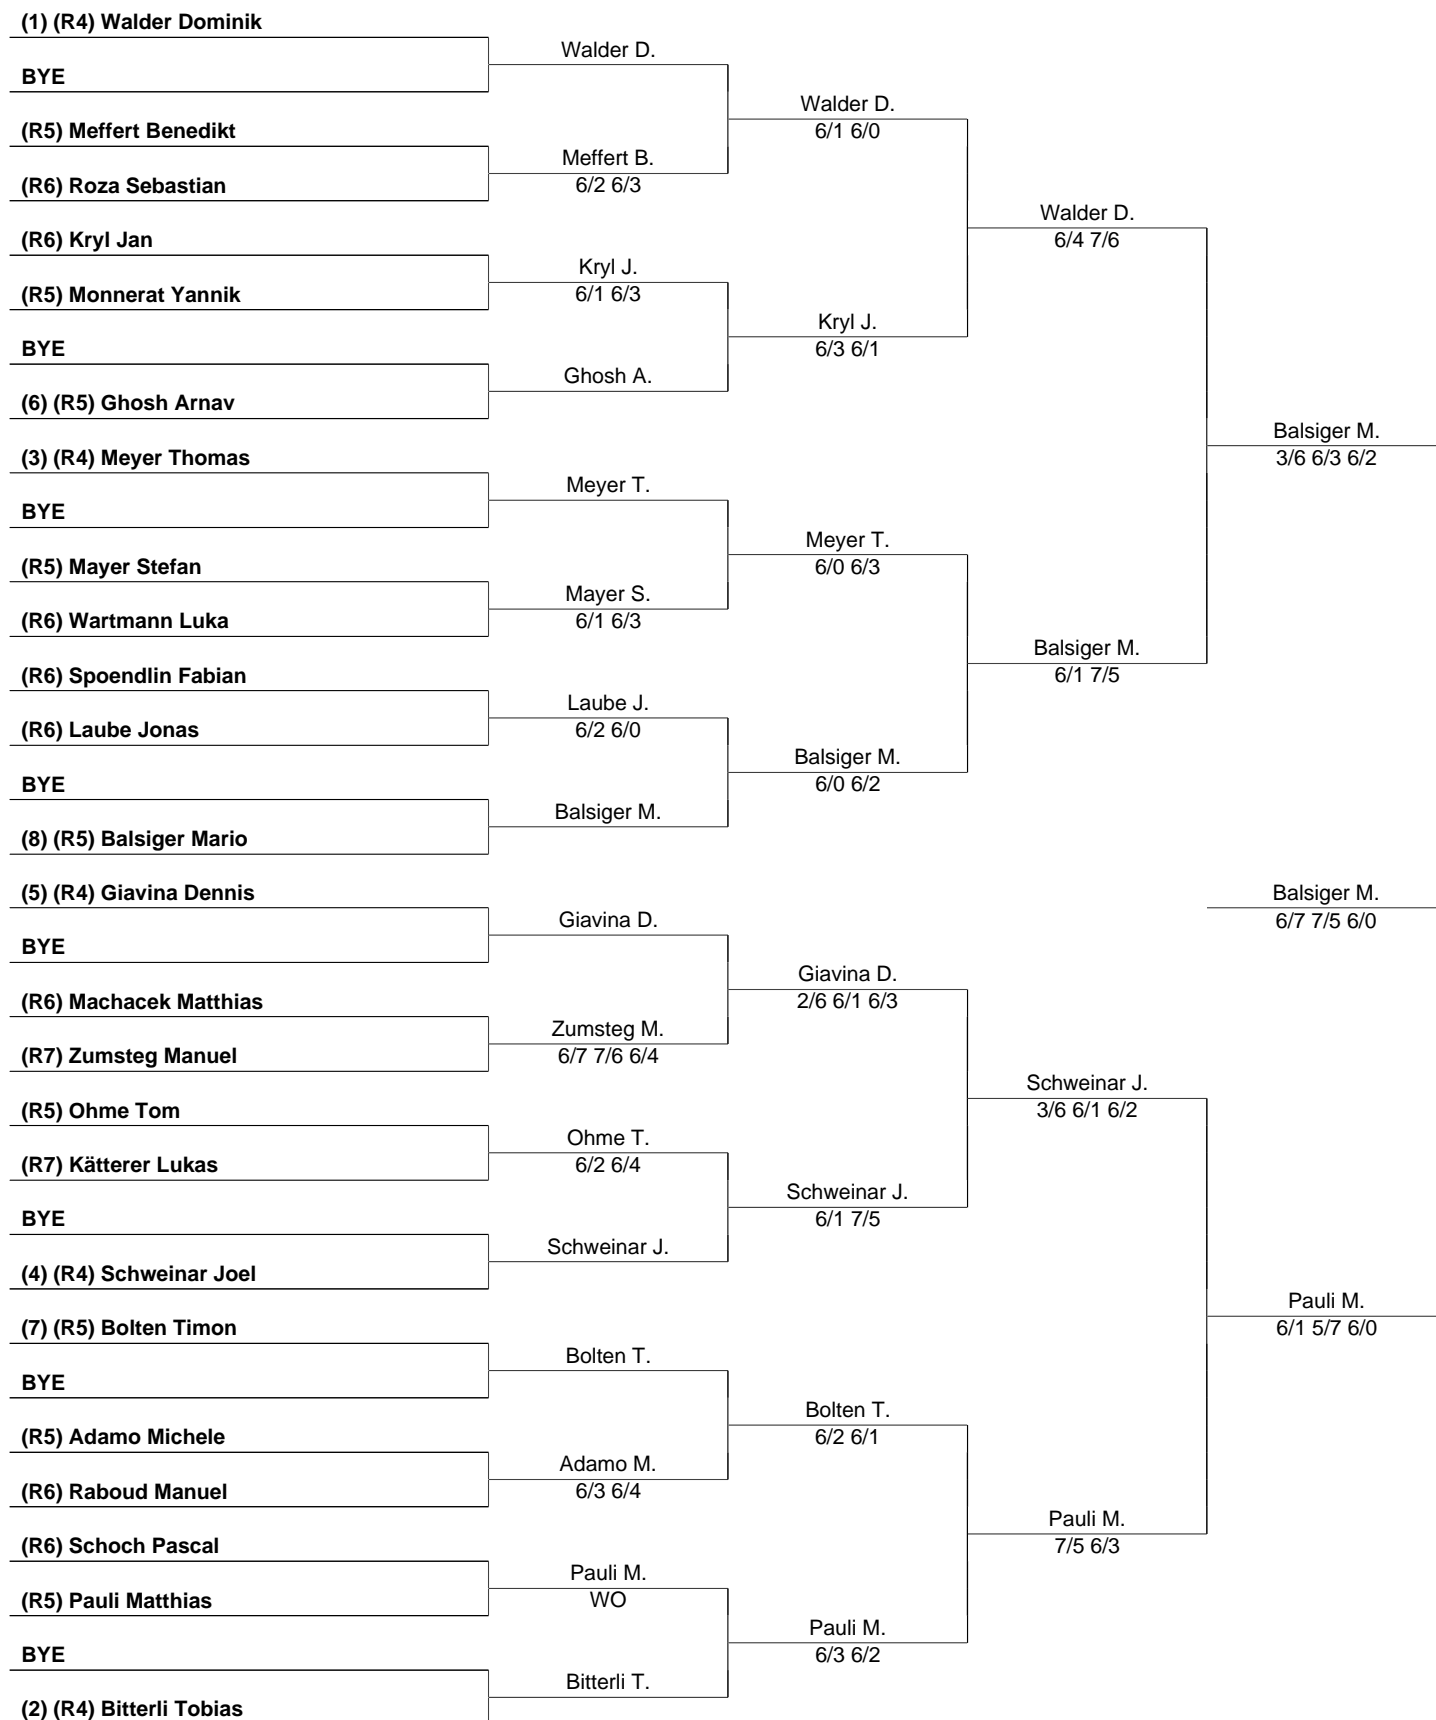 (1) (R4) Walder Dominik
BYE
(R5) Meffert Benedikt
(R6) Roza Sebastian
(R6) Kryl Jan
(R5) Monnerat Yannik
BYE
(6) (R5) Ghosh Arnav
(3) (R4) Meyer Thomas
BYE
(R5) Mayer Stefan
(R6) Wartmann Luka
(R6) Spoendlin Fabian
(R6) Laube Jonas
BYE
(8) (R5) Balsiger Mario
(5) (R4) Giavina Dennis
BYE
(R6) Machacek Matthias
(R7) Zumsteg Manuel
(R5) Ohme Tom
(R7) Kätterer Lukas
BYE
(4) (R4) Schweinar Joel
(7) (R5) Bolten Timon
BYE
(R5) Adamo Michele
(R6) Raboud Manuel
(R6) Schoch Pascal
(R5) Pauli Matthias
BYE
(2) (R4) Bitterli Tobias
Walder D.
Meffert B.
6/2 6/3
Kryl J.
6/1 6/3
Ghosh A.
Meyer T.
Mayer S.
6/1 6/3
Laube J.
6/2 6/0
Balsiger M.
Giavina D.
Zumsteg M.
6/7 7/6 6/4
Ohme T.
6/2 6/4
Schweinar J.
Bolten T.
Adamo M.
6/3 6/4
Pauli M.
WO
Bitterli T.
Walder D.
6/1 6/0
Kryl J.
6/3 6/1
Meyer T.
6/0 6/3
Balsiger M.
6/0 6/2
Giavina D.
2/6 6/1 6/3
Schweinar J.
6/1 7/5
Bolten T.
6/2 6/1
Pauli M.
6/3 6/2
Walder D.
6/4 7/6
Balsiger M.
6/1 7/5
Schweinar J.
3/6 6/1 6/2
Pauli M.
7/5 6/3
Balsiger M.
3/6 6/3 6/2
Balsiger M.
6/7 7/5 6/0
Pauli M.
6/1 5/7 6/0